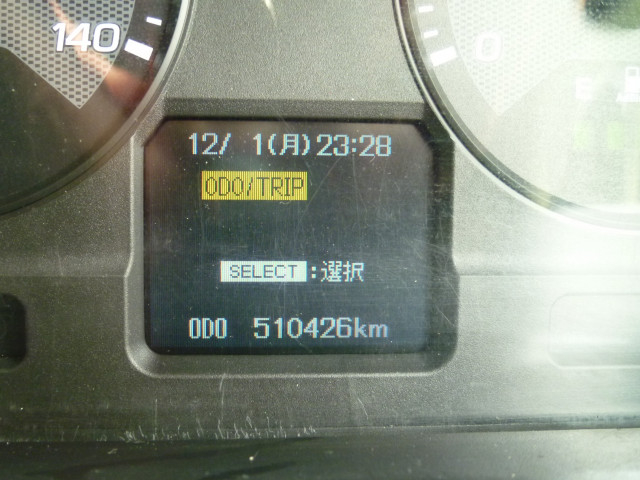 140
0
E
12/ 1(月)23:28
ODO/TRIP
SELECT:選択
ODO 510426km